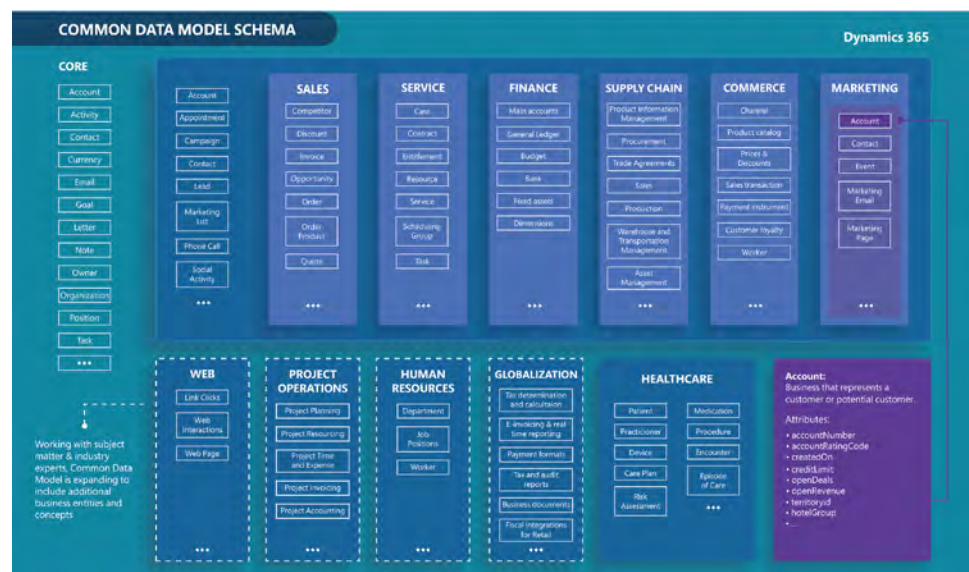 COMMON DATA MODEL SCHEMA
Dynamics 365
CORE
Account
Activity
Contact
Currency
Email
Goal
Letter
Note
Owner
Organization
Position
Task
•••
Account
Appointment
Campaign
Contact
Lead
Marketing
List
Phone Call
Social
Activity
•••
SALES
Competitor
Discount
Invoice
Opportunity
Order
Order
Product
Quote
•••
SERVICE
Case
Contract
Entitlement
Resource
Service
Scheduling
Group
Task
•••
FINANCE
Main accounts
General Ledger
Budget
Bank
Fixed assets
Dimensions
•••
SUPPLY CHAIN
Product Information
Management
Procurement
Trade Agreements
Sales
Production
Warehouse and
Transportation
Management
Asset
Management
•••
COMMERCE
Channel
Product catalog
Prices &
Discounts
Sales transaction
Payment instrument
Customer loyalty
Worker
•••
MARKETING
Account
Contact
Event
Marketing
Email
Marketing
Page
•••
Working with subject
matter & industry
experts, Common Data
Model is expanding to
include additional
business entities and
concepts
WEB
Link Clicks
Web
Interactions
Web Page
•••
PROJECT
OPERATIONS
Project Planning
Project Resourcing
Project Time
and Expense
Project Invoicing
Project Accounting
•••
HUMAN
RESOURCES
Department
Job
Positions
Worker
•••
GLOBALIZATION
Tax determination
and calcultaion
E-invoicing & real
time reporting
Payment formats
Tax and audit
reports
Business documents
Fiscal integrations
for Retail
•••
HEALTHCARE
Patient
Practitioner
Device
Care Plan
Risk
Assessment
Medication
Procedure
Encounter
Episode
of Care
•••
Account:
Business that represents a
customer or potential customer.
Attributes:
• accountNumber
• accountRatingCode
• createdOn
• creditLimit
• openDeals
• openRevenue
• territoryid
• hotelGroup
•...